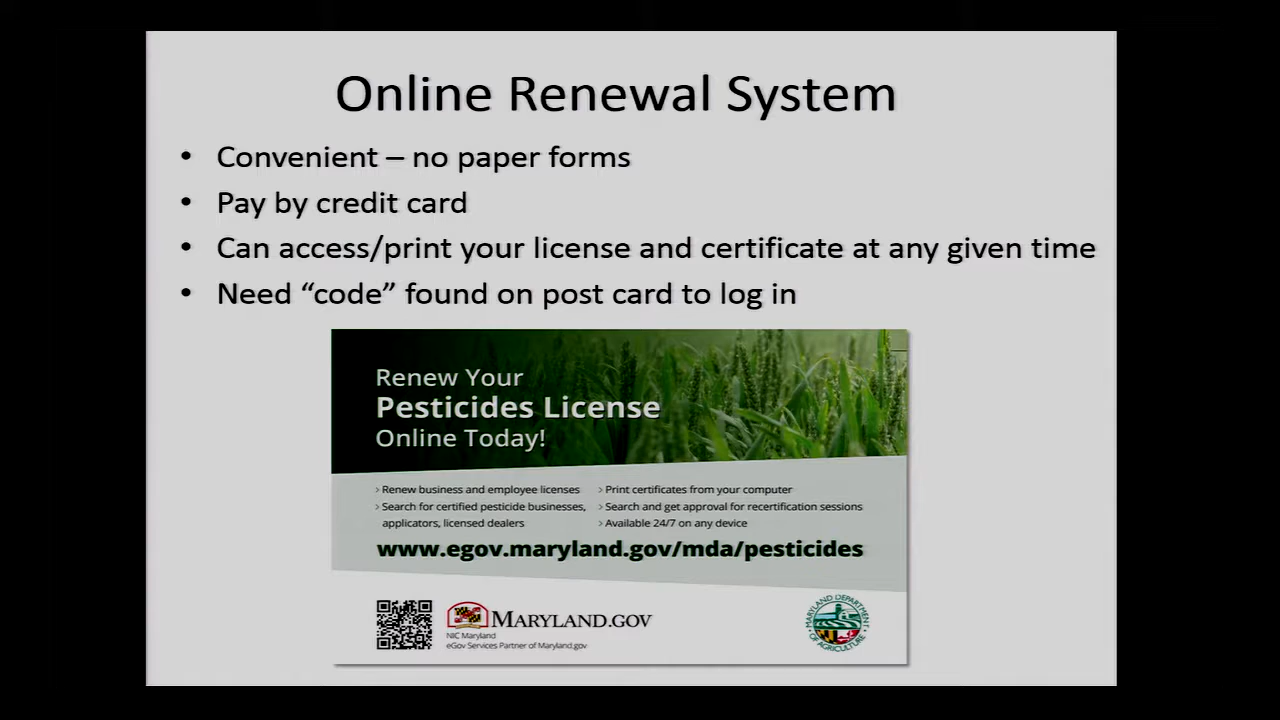 Online Renewal System
• Convenient – no paper forms
• Pay by credit card
• Can access/print your license and certificate at any given time
• Need “code” found on post card to log in
Renew Your
Pesticides License
Online Today!
› Renew business and employee licenses
› Search for certified pesticide businesses,
applicators, licensed dealers
› Print certificates from your computer
› Search and get approval for recertification sessions
› Available 24/7 on any device
www.egov.maryland.gov/mda/pesticides
MARYLAND.GOV
NIC Maryland
eGov Services Partner of Maryland.gov
MARYLAND DEPARTMENT
OF AGRICULTURE